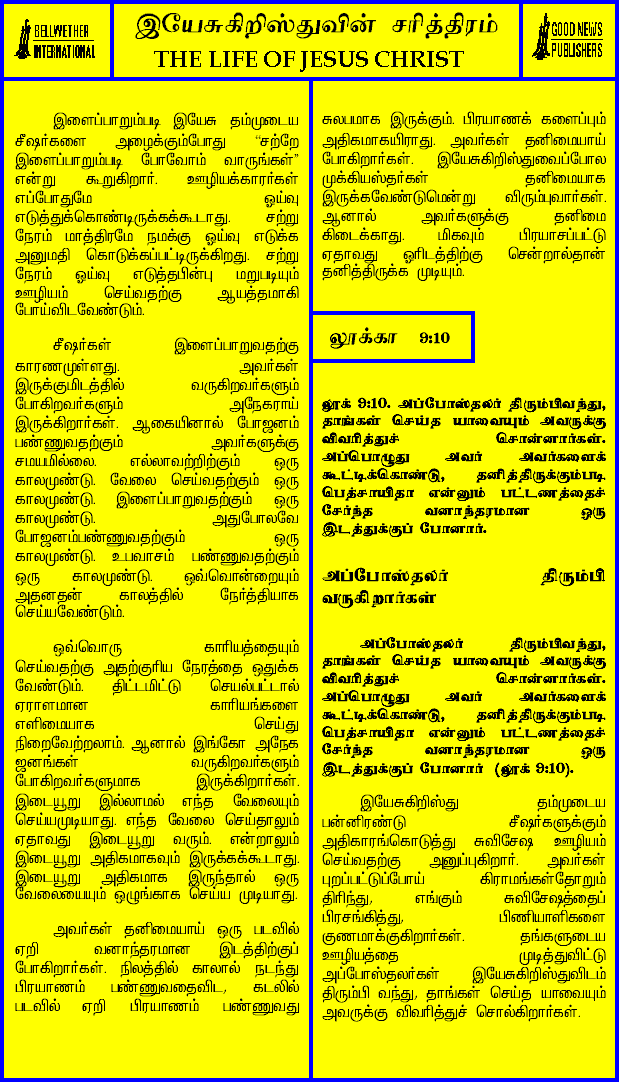 BELLWETHER
INTERNATIONAL
இயேசுகிறிஸ்துவின் சரித்திரம்
THE LIFE OF JESUS CHRIST
GOOD NEWS
PUBLISHERS
இளைப்பாறும்படி இயேசு தம்முடைய
சீஷர்களை அழைக்கும்போது “சற்றே
இளைப்பாறும்படி போவோம் வாருங்கள்”
என்று கூறுகிறார். ஊழியக்காரர்கள்
எப்போதுமே ஓய்வு
எடுத்துக்கொண்டிருக்கக்கூடாது. சற்று
நேரம் மாத்திரமே நமக்கு ஓய்வு எடுக்க
அனுமதி கொடுக்கப்பட்டிருக்கிறது. சற்று
நேரம் ஓய்வு எடுத்தபின்பு மறுபடியும்
ஊழியம் செய்வதற்கு ஆயத்தமாகி
போய்விடவேண்டும்.
சீஷர்கள் இளைப்பாறுவதற்கு
காரணமுள்ளது. அவர்கள்
இருக்குமிடத்தில் வருகிறவர்களும்
போகிறவர்களும் அநேகராய்
இருக்கிறார்கள். ஆகையினால் போஜனம்
பண்ணுவதற்கும் அவர்களுக்கு
சமயமில்லை. எல்லாவற்றிற்கும் ஒரு
காலமுண்டு. வேலை செய்வதற்கும் ஒரு
காலமுண்டு. இளைப்பாறுவதற்கும் ஒரு
காலமுண்டு. அதுபோலவே
போஜனம்பண்ணுவதற்கும் ஒரு
காலமுண்டு. உபவாசம் பண்ணுவதற்கும்
ஒரு காலமுண்டு. ஒவ்வொன்றையும்
அதனதன் காலத்தில் நேர்த்தியாக
செய்யவேண்டும்.
ஒவ்வொரு காரியத்தையும்
செய்வதற்கு அதற்குரிய நேரத்தை ஒதுக்க
வேண்டும். திட்டமிட்டு செயல்பட்டால்
ஏராளமான காரியங்களை
எளிமையாக செய்து
நிறைவேற்றலாம். ஆனால் இங்கோ அநேக
ஜனங்கள் வருகிறவர்களும்
போகிறவர்களுமாக இருக்கிறார்கள்.
இடையூறு இல்லாமல் எந்த வேலையும்
செய்யமுடியாது. எந்த வேலை செய்தாலும்
ஏதாவது இடையூறு வரும். என்றாலும்
இடையூறு அதிகமாகவும் இருக்கக்கூடாது.
இடையூறு அதிகமாக இருந்தால் ஒரு
வேலையையும் ஒழுங்காக செய்ய முடியாது.
அவர்கள் தனிமையாய் ஒரு படவில்
ஏறி வனாந்தரமான இடத்திற்குப்
போகிறார்கள். நிலத்தில் காலால் நடந்து
பிரயாணம் பண்ணுவதைவிட, கடலில்
படவில் ஏறி பிரயாணம் பண்ணுவது
சுலபமாக இருக்கும். பிரயாணக் களைப்பும்
அதிகமாகயிராது. அவர்கள் தனிமையாய்
போகிறார்கள். இயேசுகிறிஸ்துவைப்போல
முக்கியஸ்தர்கள் தனிமையாக
இருக்கவேண்டுமென்று விரும்புவார்கள்.
ஆனால் அவர்களுக்கு தனிமை
கிடைக்காது. மிகவும் பிரயாசப்பட்டு
ஏதாவது ஓரிடத்திற்கு சென்றால்தான்
தனித்திருக்க முடியும்.
லூக்கா 9:10
லூக் 9:10. அப்போஸ்தலர் திரும்பிவந்து,
தாங்கள் செய்த யாவையும் அவருக்கு
விவரித்துச் சொன்னார்கள்.
அப்பொழுது அவர் அவர்களைக்
கூட்டிக்கொண்டு, தனித்திருக்கும்படி
பெத்சாயிதா என்னும் பட்டணத்தைச்
சேர்ந்த வனாந்தரமான ஒரு
இடத்துக்குப் போனார்.
அப்போஸ்தலர் திரும்பி
வருகிறார்கள்
அப்போஸ்தலர் திரும்பிவந்து,
தாங்கள் செய்த யாவையும் அவருக்கு
விவரித்துச் சொன்னார்கள்.
அப்பொழுது அவர் அவர்களைக்
கூட்டிக்கொண்டு, தனித்திருக்கும்படி
பெத்சாயிதா என்னும் பட்டணத்தைச்
சேர்ந்த வனாந்தரமான ஒரு
இடத்துக்குப் போனார் (லூக் 9:10).
இயேசுகிறிஸ்து தம்முடைய
பன்னிரண்டு சீஷர்களுக்கும்
அதிகாரங்கொடுத்து சுவிசேஷ ஊழியம்
செய்வதற்கு அனுப்புகிறார். அவர்கள்
புறப்பட்டுப்போய் கிராமங்கள்தோறும்
திரிந்து, எங்கும் சுவிசேஷத்தைப்
பிரசங்கித்து, பிணியாளிகளை
குணமாக்குகிறார்கள். தங்களுடைய
ஊழியத்தை முடித்துவிட்டு
அப்போஸ்தலர்கள் இயேசுகிறிஸ்துவிடம்
திரும்பி வந்து, தாங்கள் செய்த யாவையும்
அவருக்கு விவரித்துச் சொல்கிறார்கள்.